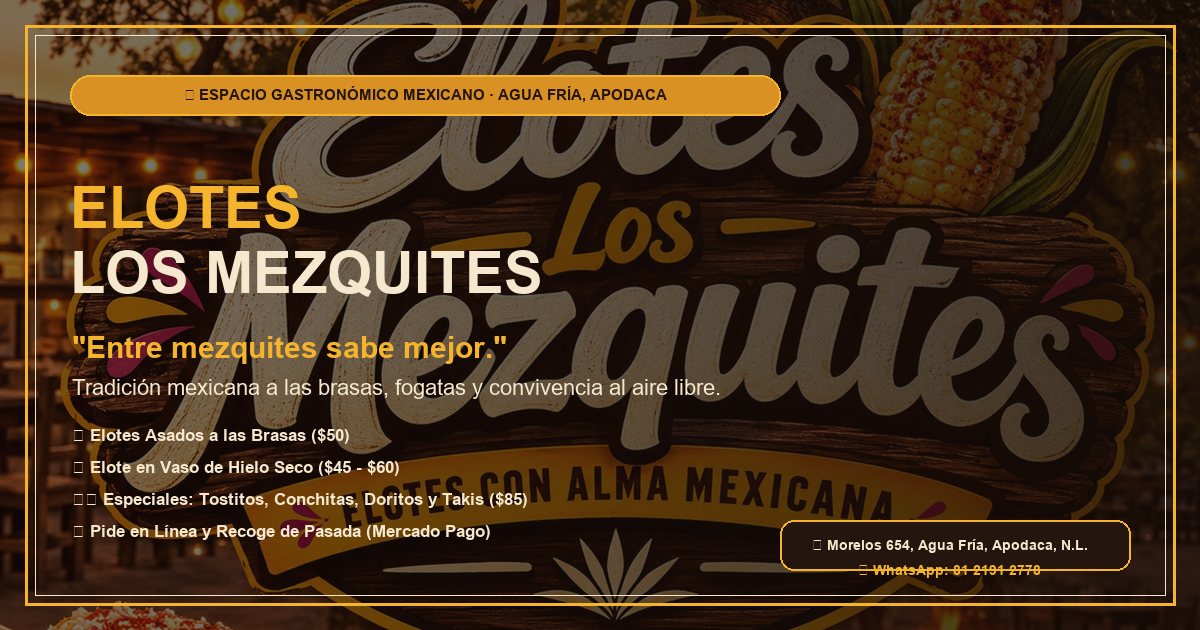 ESPACIO GASTRONÓMICO MEXICANO · AGUA FRÍA, APODACA
ELOTES
LOS MEZQUITES
"Entre mezquites sabe mejor."
Tradición mexicana a las brasas, fogatas y convivencia al aire libre.
Elotes Asados a las Brasas ($50)
Elote en Vaso de Hielo Seco ($45 - $60)
Especiales: Tostitos, Conchitas, Doritos y Takis ($85)
Pide en Línea y Recoge de Pasada (Mercado Pago)
Morelos 654, Agua Fría, Apodaca, N.L.
WhatsApp: 81 2191 2778
Elotes
Los
Mezquites
ELOTES CON ALMA MEXICANA